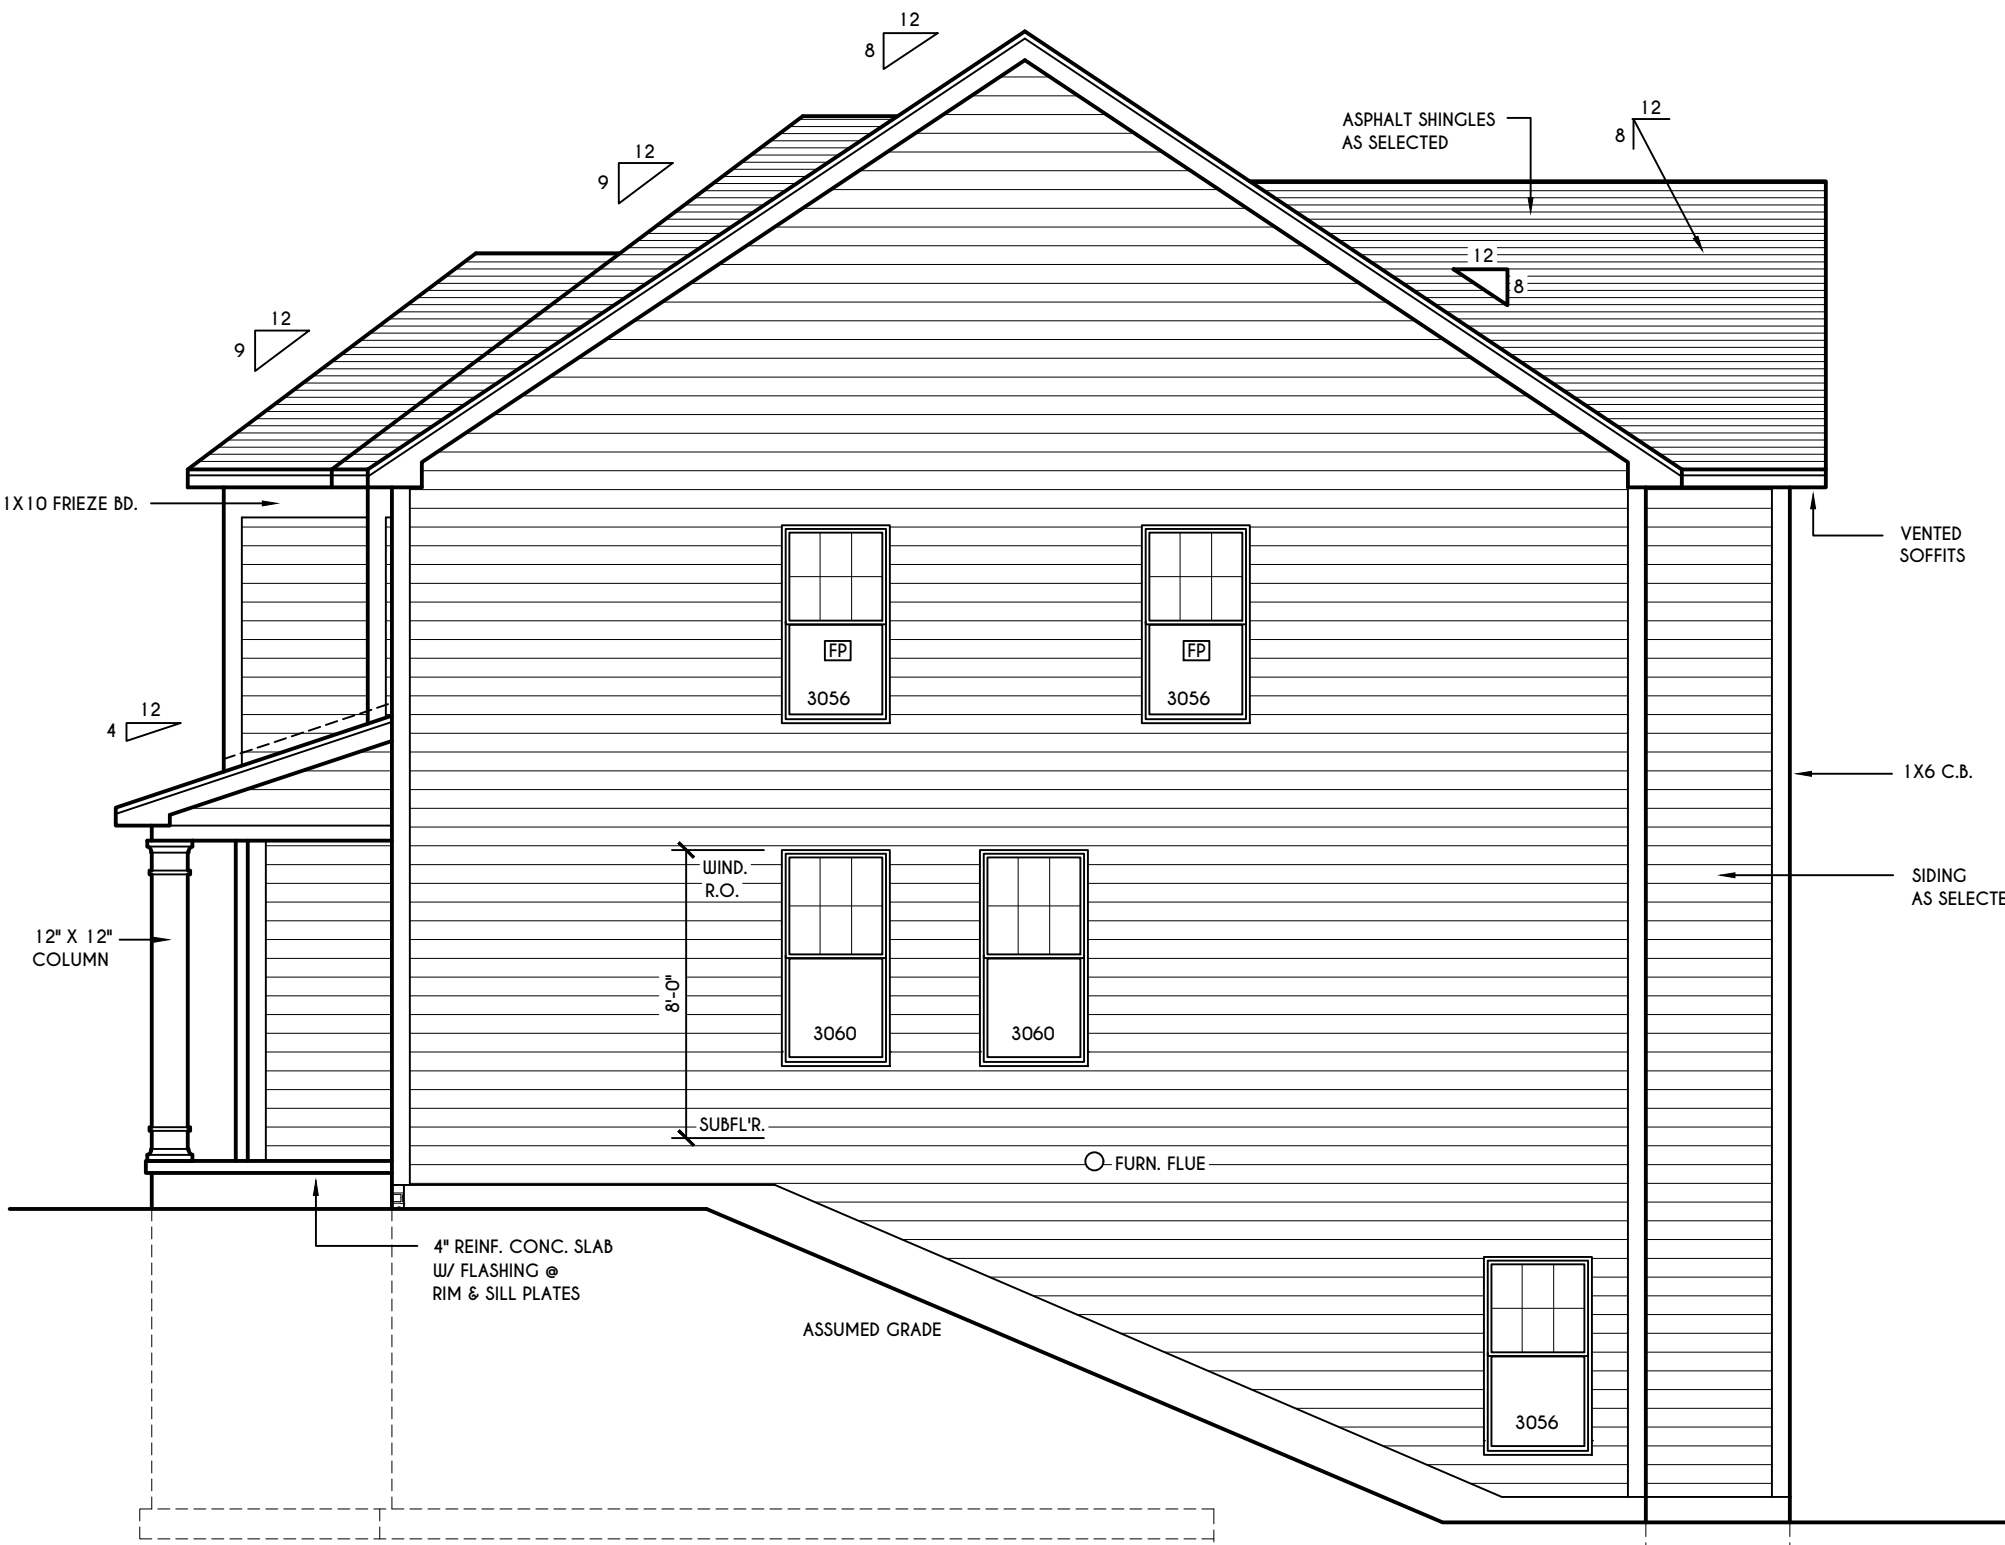 12
8
12
ASPHALT SHINGLES
8
AS SELECTED
12
9
12
8
12
9
1X10 FRIEZE BD.
VENTED
SOFFITS
FP
FP
3056
3056
12
4
1X6 C.B.
WIND.
R.O.
SIDING
AS SELECTE
12" X 12"
COLUMN
8'-0"
3060
3060
SUBFL'R.
FURN. FLUE
4" REINF. CONC. SLAB
W/ FLASHING @
RIM & SILL PLATES
ASSUMED GRADE
3056